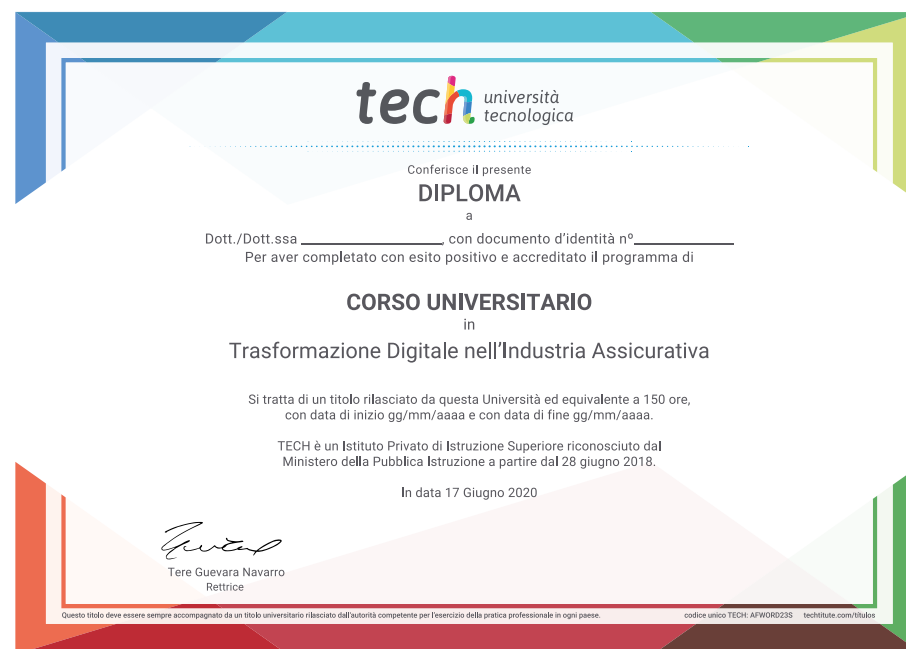 tech università
tecnologica
Conferisce il presente
DIPLOMA
a
Dott./Dott.ssa ____________________, con documento d'identità nº______________
Per aver completato con esito positivo e accreditato il programma di
CORSO UNIVERSITARIO
in
Trasformazione Digitale nell'Industria Assicurativa
Si tratta di un titolo rilasciato da questa Università ed equivalente a 150 ore,
con data di inizio gg/mm/aaaa e con data di fine gg/mm/aaaa.
TECH è un Istituto Privato di Istruzione Superiore riconosciuto dal
Ministero della Pubblica Istruzione a partire dal 28 giugno 2018.
In data 17 Giugno 2020
Tere Guevara Navarro
Rettrice
Questo titolo deve essere sempre accompagnato da un titolo universitario rilasciato dall'autorità competente per l'esercizio della pratica professionale in ogni paese. codice unico TECH: AFWORD23S techtitute.com/titulos